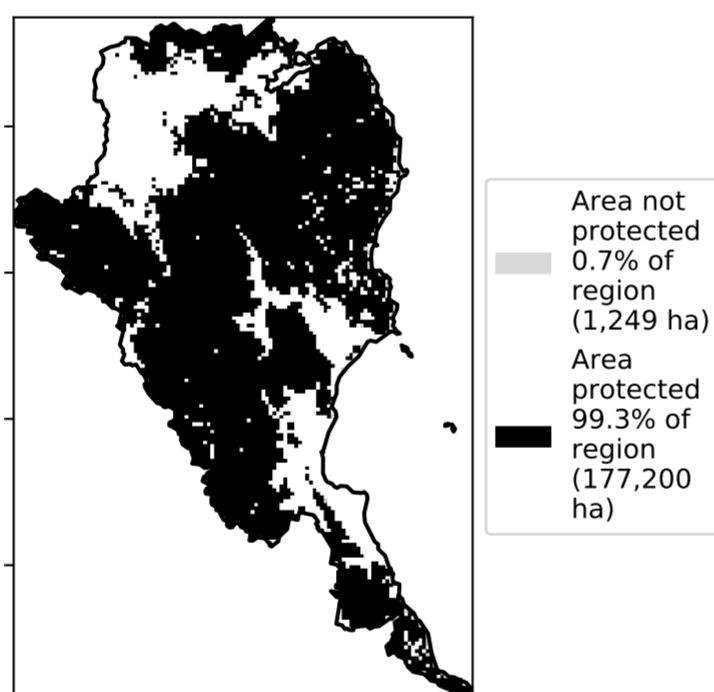 Area not
protected
0.7% of
region
(1,249 ha)
Area
protected
99.3% of
region
(177,200
ha)